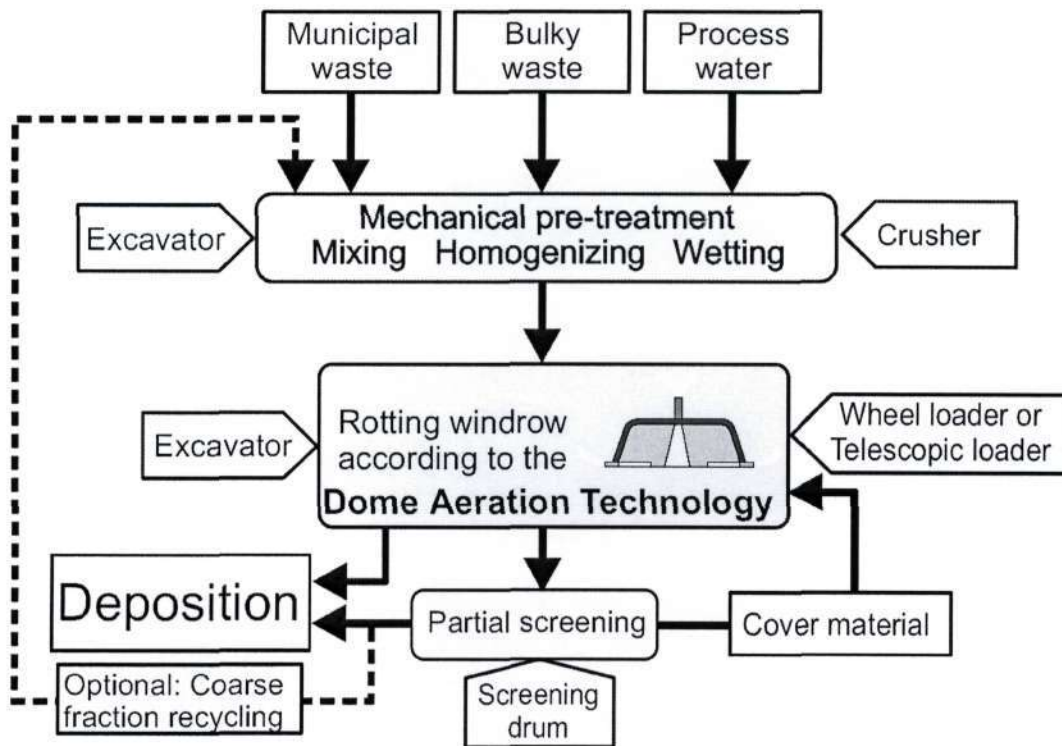 Municipal
waste
Bulky
waste
Process
water
Excavator
Mechanical pre-treatment
Mixing Homogenizing Wetting
Crusher
Excavator
Rotting windrow
according to the
Dome Aeration Technology
Wheel loader or
Telescopic loader
Deposition
Partial screening
Cover material
Optional: Coarse
fraction recycling
Screening
drum